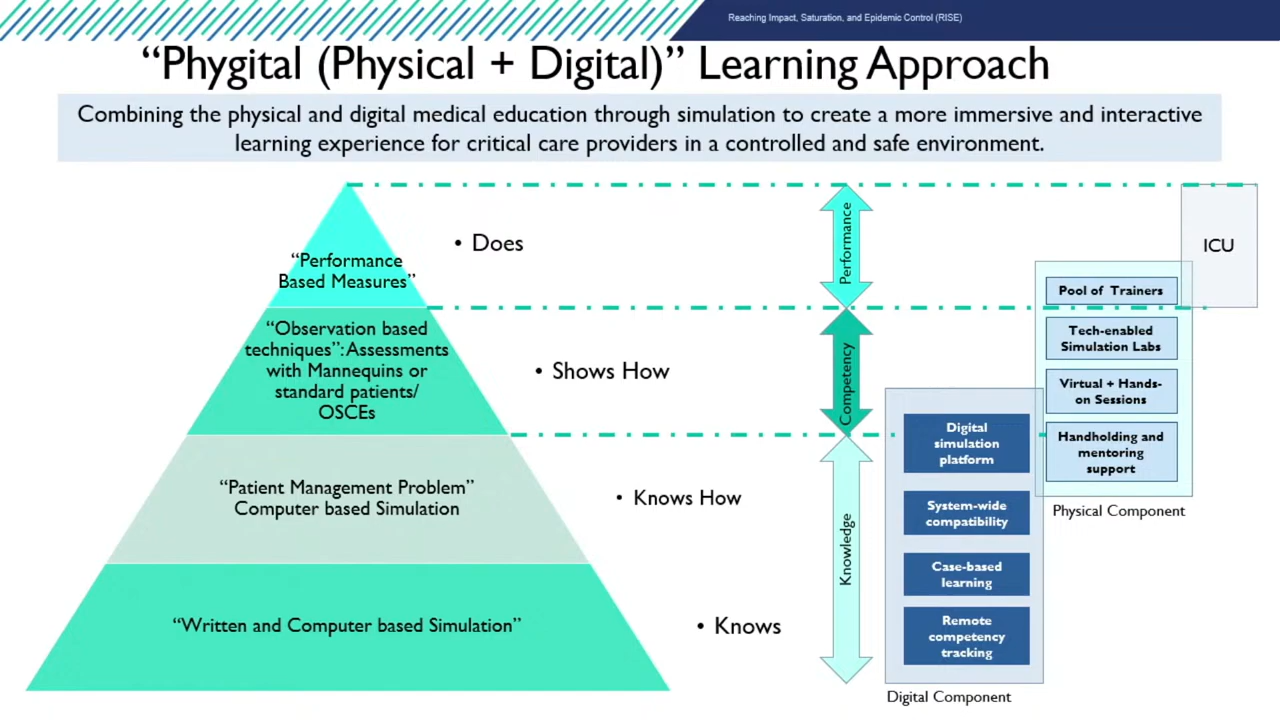 Reaching Impact, Saturation, and Epidemic Control (RISE)
“Phygital (Physical + Digital)” Learning Approach
Combining the physical and digital medical education through simulation to create a more immersive and interactive
learning experience for critical care providers in a controlled and safe environment.
“Performance
Based Measures”
• Does
“Observation based
techniques”: Assessments
with Mannequins or
standard patients/
OSCEs
• Shows How
“Patient Management Problem”
Computer based Simulation
• Knows How
“Written and Computer based Simulation”
• Knows
Performance
Competency
Knowledge
Digital
simulation
platform
System-wide
compatibility
Case-based
learning
Remote
competency
tracking
Digital Component
Pool of Trainers
Tech-enabled
Simulation Labs
Virtual + Hands-
on Sessions
Handholding and
mentoring
support
Physical Component
ICU